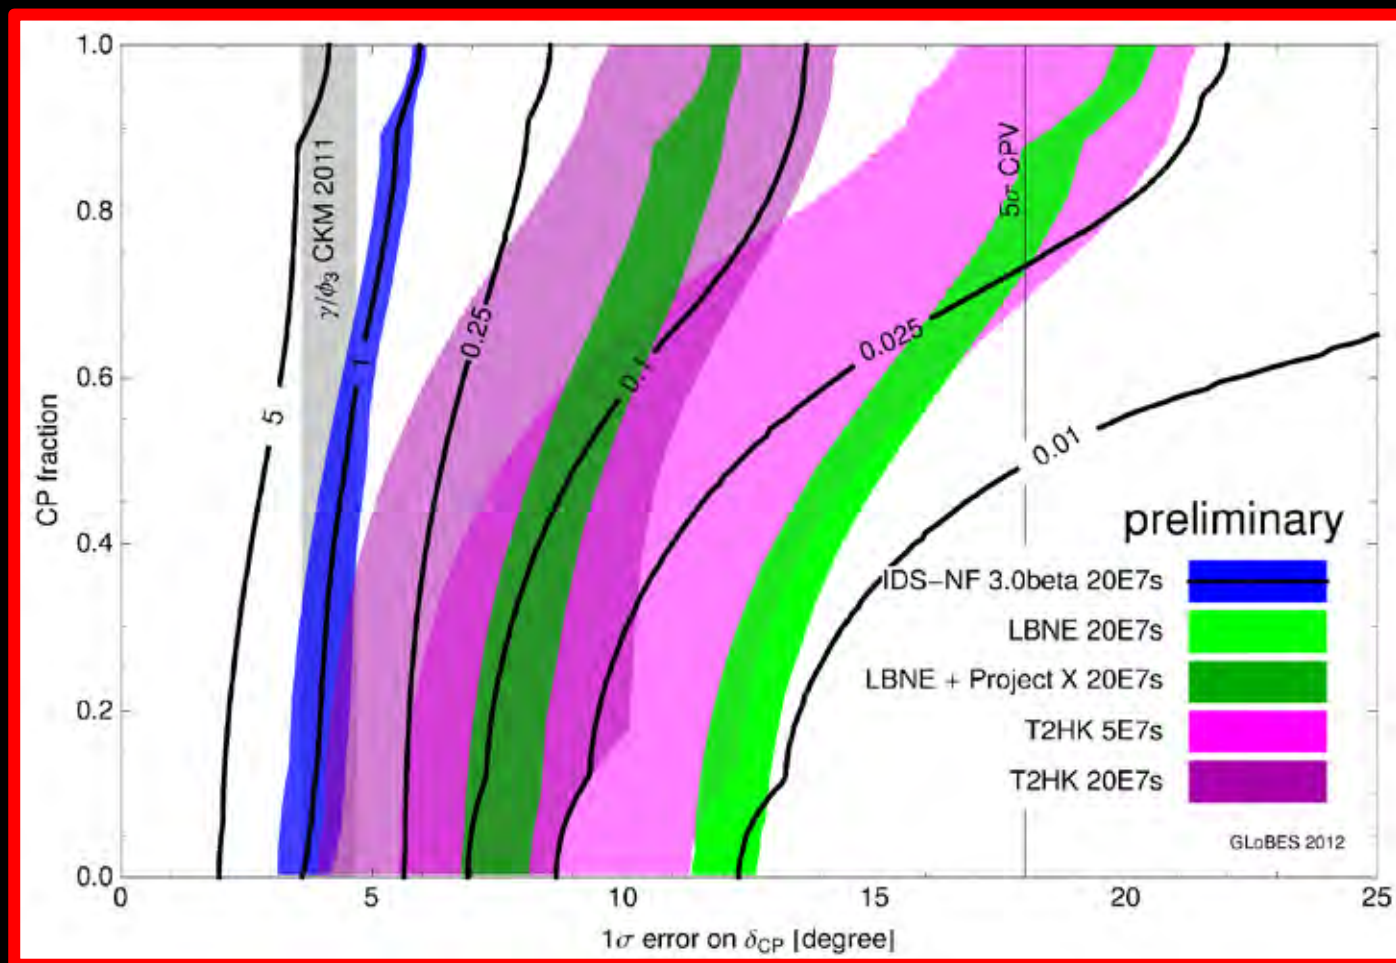 1.0
0.8
0.6
0.4
0.2
0.0
CP fraction
γ/ϕ₃ CKM 2011
5σ CPV
5
1
0.25
0.1
0.025
0.01
preliminary
IDS−NF 3.0beta 20E7s
LBNE 20E7s
LBNE + Project X 20E7s
T2HK 5E7s
T2HK 20E7s
GLoBES 2012
0 5 10 15 20 25
1σ error on δCP [degree]